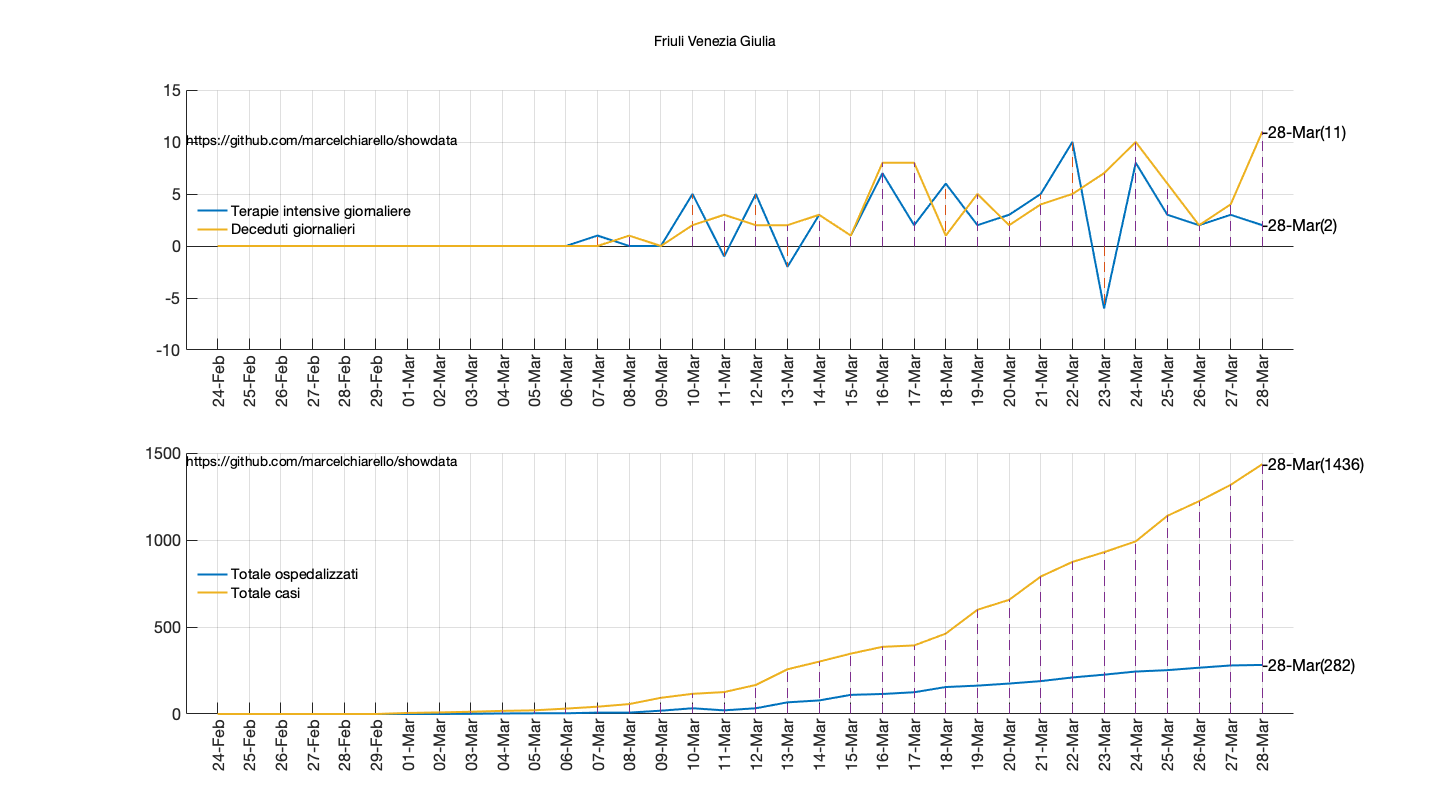 Friuli Venezia Giulia
15
10
5
0
-5
-10
https://github.com/marcelchiarello/showdata
Terapie intensive giornaliere
Deceduti giornalieri
28-Mar(11)
28-Mar(2)
24-Feb
25-Feb
26-Feb
27-Feb
28-Feb
29-Feb
01-Mar
02-Mar
03-Mar
04-Mar
05-Mar
06-Mar
07-Mar
08-Mar
09-Mar
10-Mar
11-Mar
12-Mar
13-Mar
14-Mar
15-Mar
16-Mar
17-Mar
18-Mar
19-Mar
20-Mar
21-Mar
22-Mar
23-Mar
24-Mar
25-Mar
26-Mar
27-Mar
28-Mar
1500
1000
500
0
https://github.com/marcelchiarello/showdata
Totale ospedalizzati
Totale casi
28-Mar(1436)
28-Mar(282)
24-Feb
25-Feb
26-Feb
27-Feb
28-Feb
29-Feb
01-Mar
02-Mar
03-Mar
04-Mar
05-Mar
06-Mar
07-Mar
08-Mar
09-Mar
10-Mar
11-Mar
12-Mar
13-Mar
14-Mar
15-Mar
16-Mar
17-Mar
18-Mar
19-Mar
20-Mar
21-Mar
22-Mar
23-Mar
24-Mar
25-Mar
26-Mar
27-Mar
28-Mar